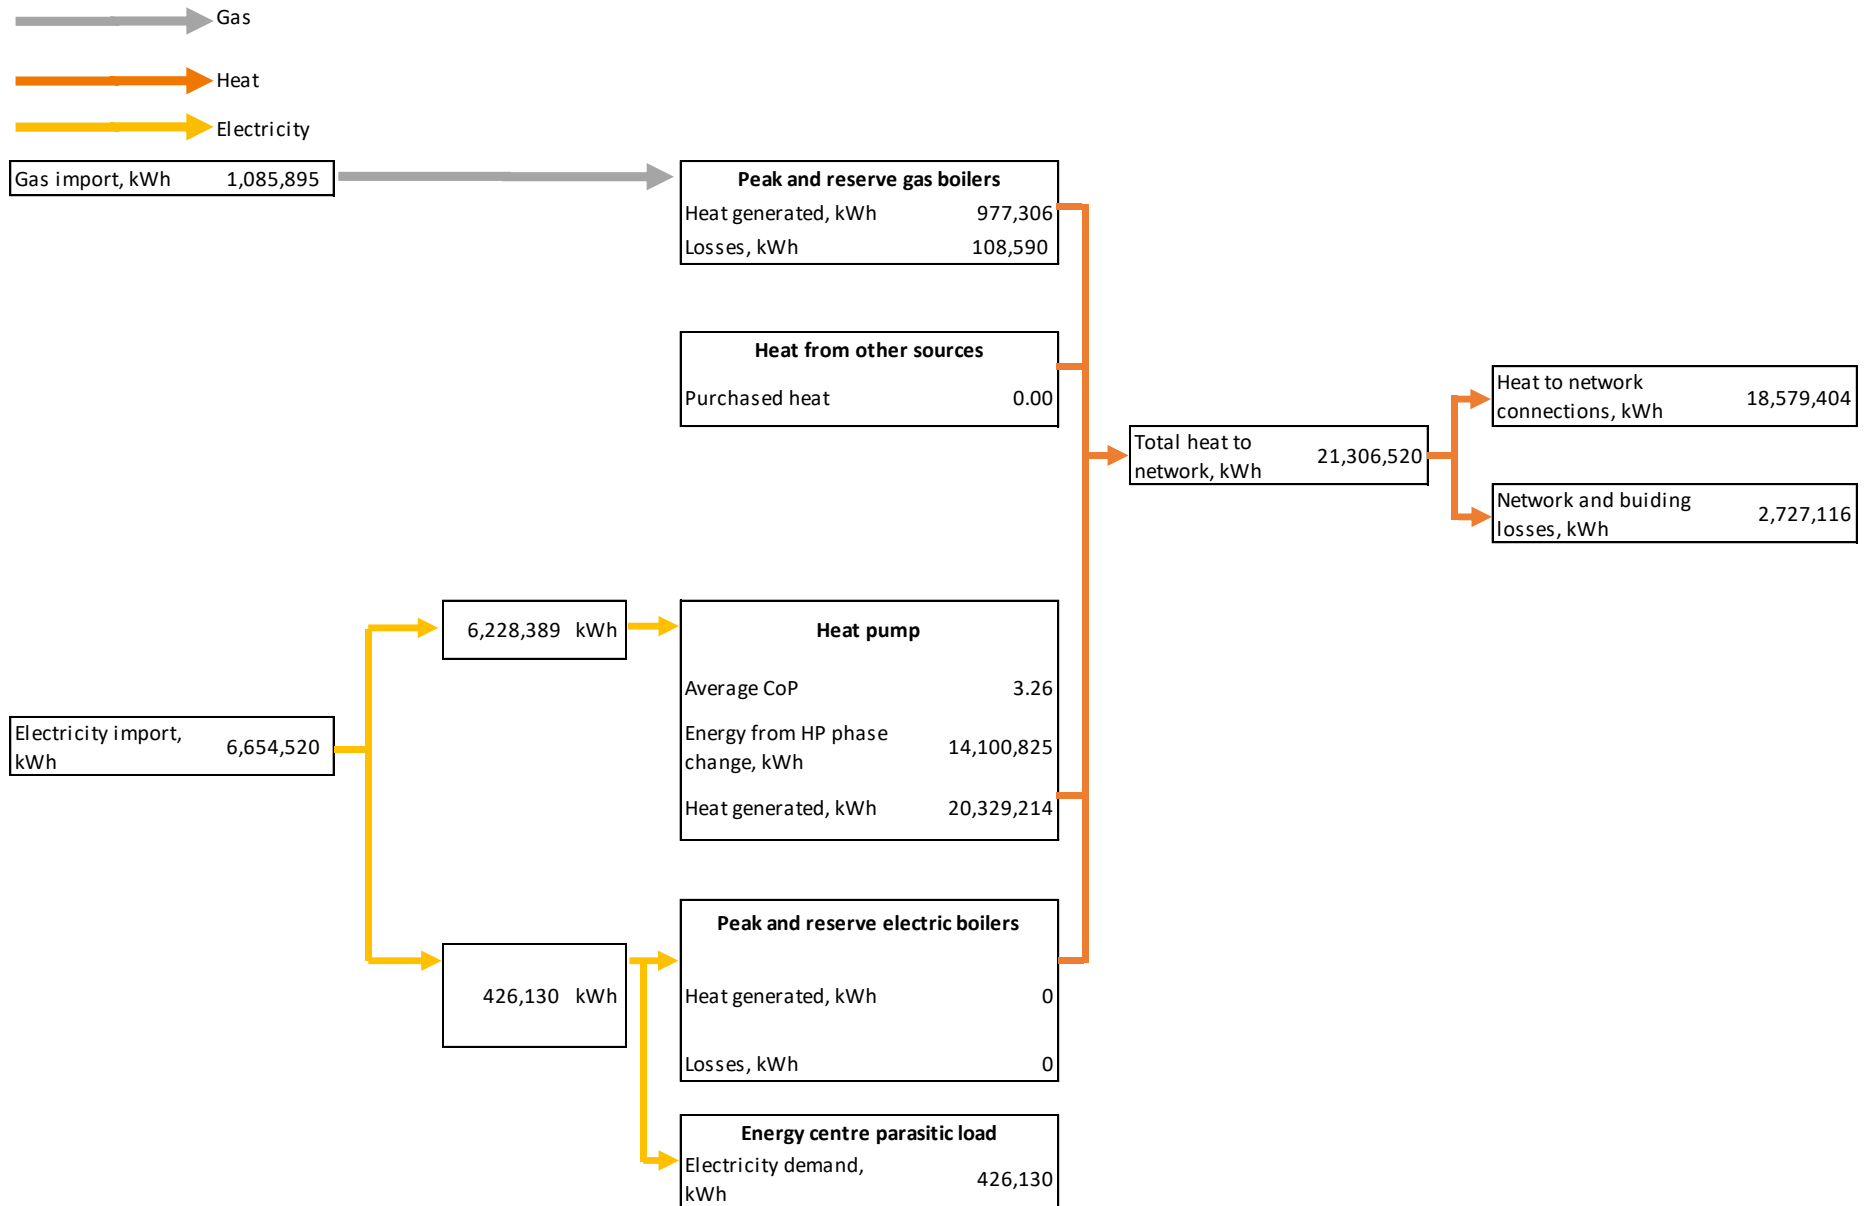 Gas
Heat
Electricity
Gas import, kWh 1,085,895
Peak and reserve gas boilers
Heat generated, kWh 977,306
Losses, kWh 108,590
Heat from other sources
Purchased heat 0.00
Total heat to
network, kWh 21,306,520
Heat to network
connections, kWh 18,579,404
Network and buiding
losses, kWh 2,727,116
Electricity import,
kWh 6,654,520
6,228,389 kWh
Heat pump
Average CoP 3.26
Energy from HP phase
change, kWh 14,100,825
Heat generated, kWh 20,329,214
426,130 kWh
Peak and reserve electric boilers
Heat generated, kWh 0
Losses, kWh 0
Energy centre parasitic load
Electricity demand,
kWh 426,130